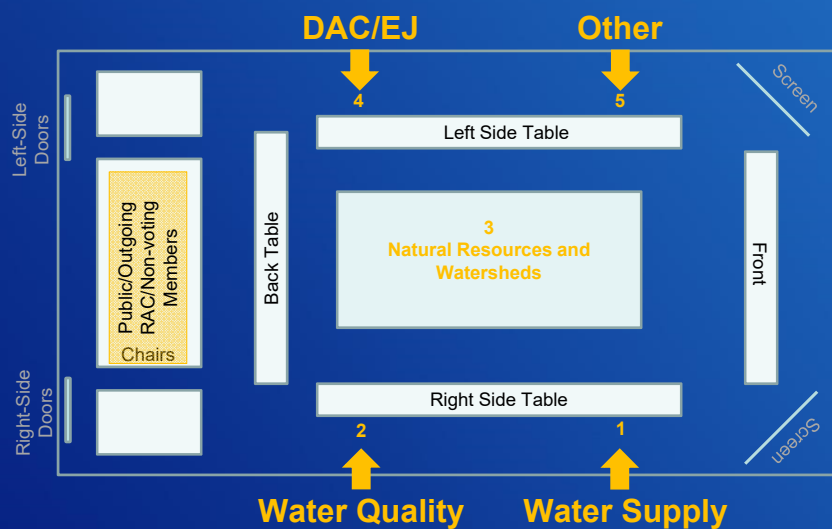 DAC/EJ
Other
4
5
Screen
Left-Side
Doors
Left Side Table
Public/Outgoing
RAC/Non-voting
Members
Chairs
Back Table
3
Natural Resources and
Watersheds
Front
Right-Side
Doors
Right Side Table
2
1
Screen
Water Quality
Water Supply